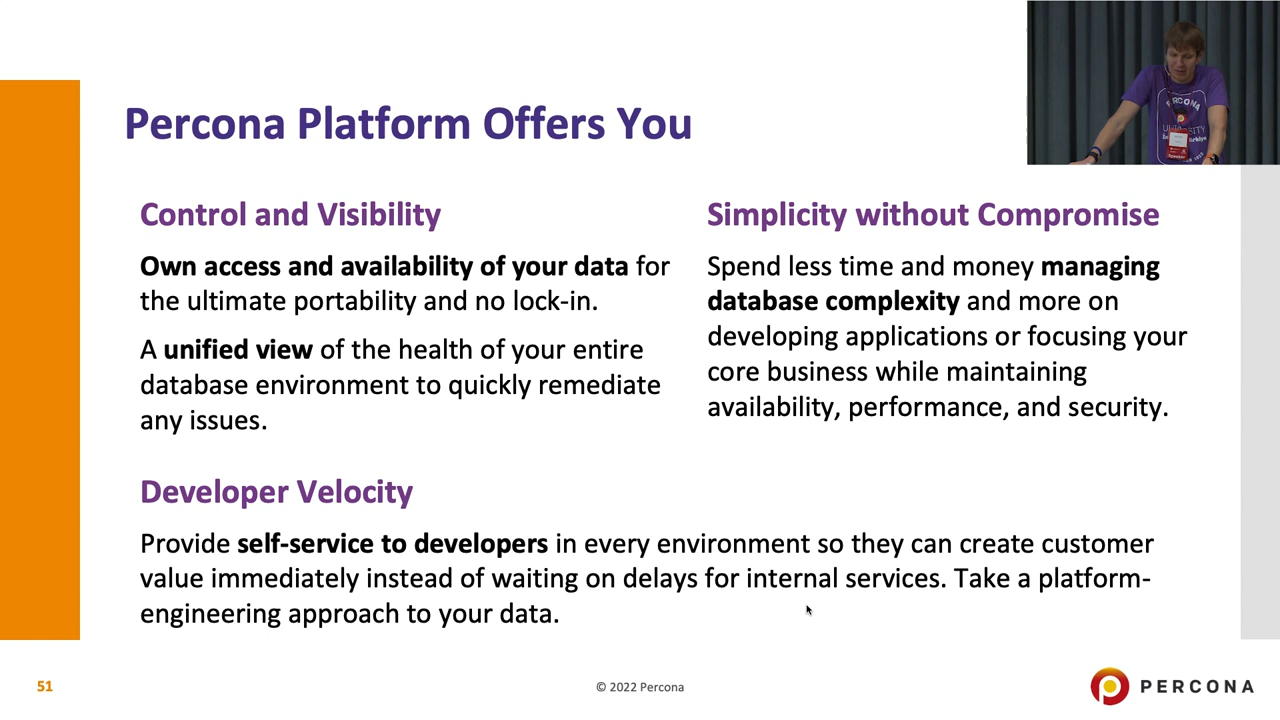 Percona Platform Offers You
Control and Visibility
Own access and availability of your data for
the ultimate portability and no lock-in.
A unified view of the health of your entire
database environment to quickly remediate
any issues.
Simplicity without Compromise
Spend less time and money managing
database complexity and more on
developing applications or focusing your
core business while maintaining
availability, performance, and security.
Developer Velocity
Provide self-service to developers in every environment so they can create customer
value immediately instead of waiting on delays for internal services. Take a platform-
engineering approach to your data.
51
© 2022 Percona
PERCONA
PERCONA
UNIVERSITY
Speaker